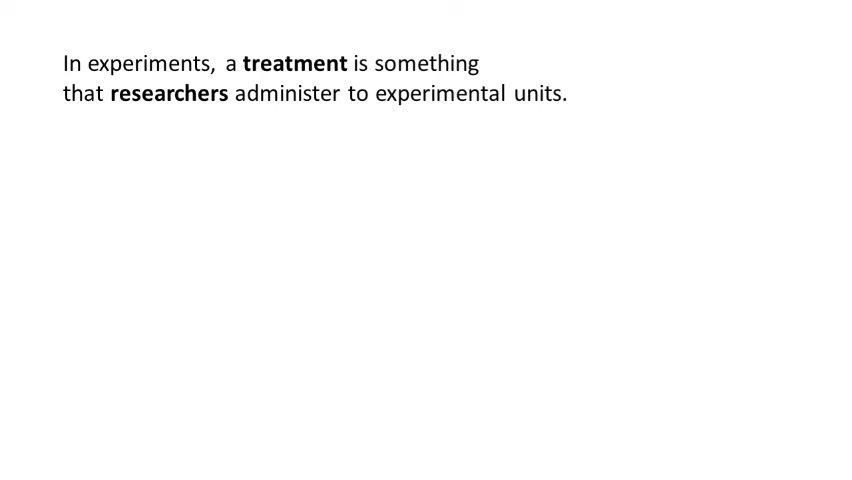 In experiments, a treatment is something
that researchers administer to experimental units.